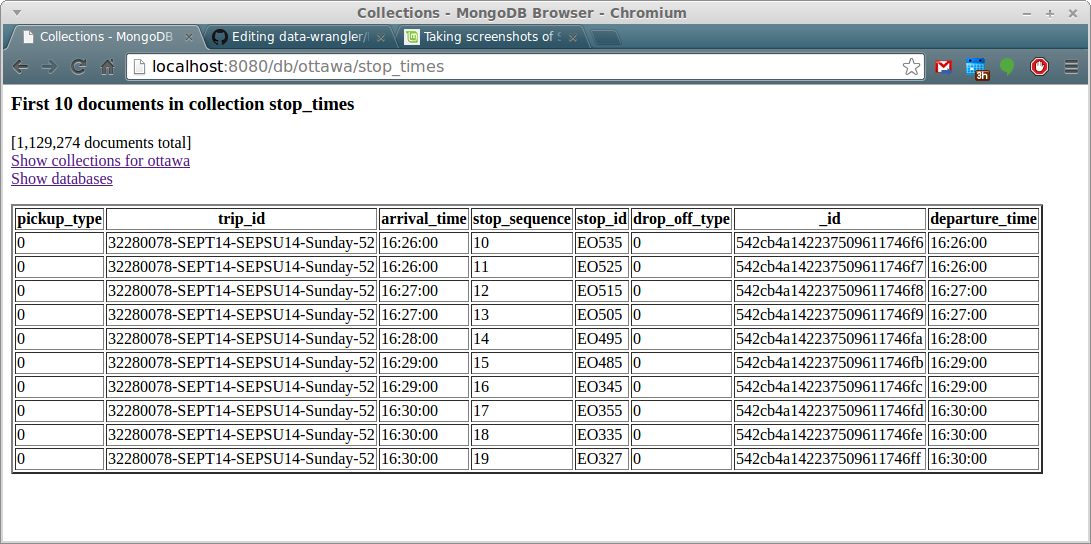 Collections - MongoDB Browser - Chromium
Collections - MongoDB
Editing data-wrangler/
Taking screenshots of
localhost:8080/db/ottawa/stop_times
3h
First 10 documents in collection stop_times
[1,129,274 documents total]
Show collections for ottawa
Show databases
pickup_type trip_id arrival_time stop_sequence stop_id drop_off_type _id departure_time
0 32280078-SEPT14-SEPSU14-Sunday-52 16:26:00 10 EO535 0 542cb4a142237509611746f6 16:26:00
0 32280078-SEPT14-SEPSU14-Sunday-52 16:26:00 11 EO525 0 542cb4a142237509611746f7 16:26:00
0 32280078-SEPT14-SEPSU14-Sunday-52 16:27:00 12 EO515 0 542cb4a142237509611746f8 16:27:00
0 32280078-SEPT14-SEPSU14-Sunday-52 16:27:00 13 EO505 0 542cb4a142237509611746f9 16:27:00
0 32280078-SEPT14-SEPSU14-Sunday-52 16:28:00 14 EO495 0 542cb4a142237509611746fa 16:28:00
0 32280078-SEPT14-SEPSU14-Sunday-52 16:29:00 15 EO485 0 542cb4a142237509611746fb 16:29:00
0 32280078-SEPT14-SEPSU14-Sunday-52 16:29:00 16 EO345 0 542cb4a142237509611746fc 16:29:00
0 32280078-SEPT14-SEPSU14-Sunday-52 16:30:00 17 EO355 0 542cb4a142237509611746fd 16:30:00
0 32280078-SEPT14-SEPSU14-Sunday-52 16:30:00 18 EO335 0 542cb4a142237509611746fe 16:30:00
0 32280078-SEPT14-SEPSU14-Sunday-52 16:30:00 19 EO327 0 542cb4a142237509611746ff 16:30:00